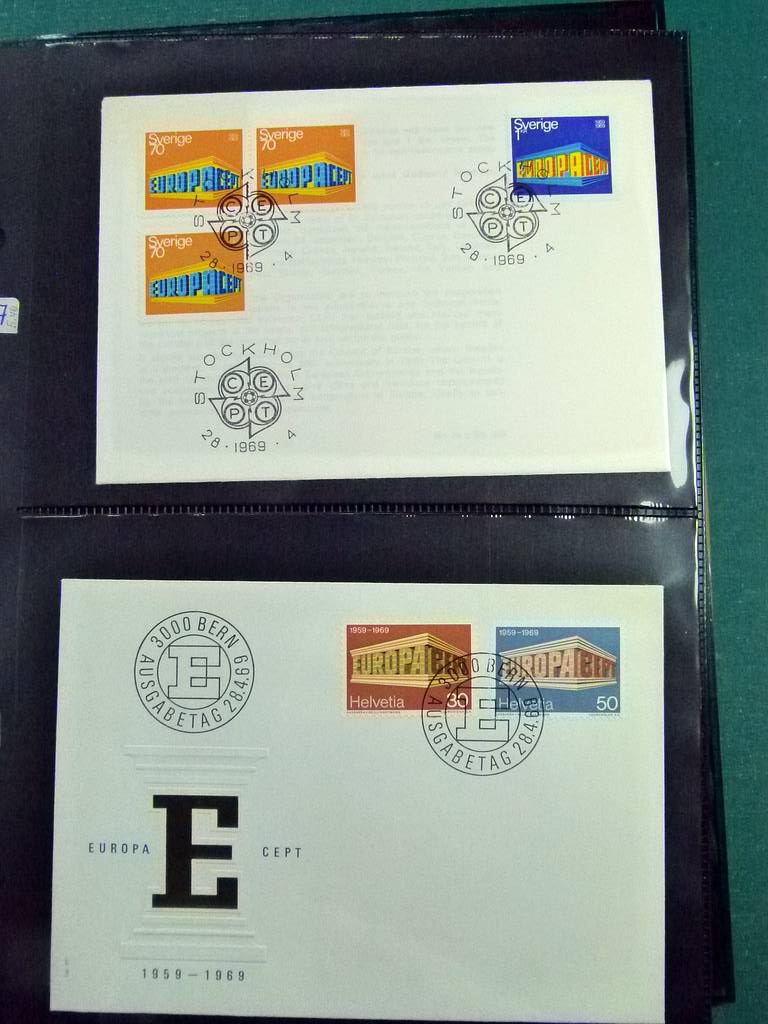 Sverige
70
EUROPA CEPT
Sverige
70
EUROPA CEPT
Sverige
1
EUROPA CEPT
STOCKHOLM
C E
P T
28.1969.4
STOCKHOLM
C E
P T
28.1969.4
Sverige
70
EUROPA CEPT
STOCKHOLM
C E
P T
28.1969.4
7
3000 BERN
E
AUSGABETAG 28.4.69
1959-1969
EUROPA CEPT
Helvetia 30
1959-1969
EUROPA CEPT
Helvetia 50
3000 BERN
E
AUSGABETAG 28.4.69
EUROPA E CEPT
1959-1969